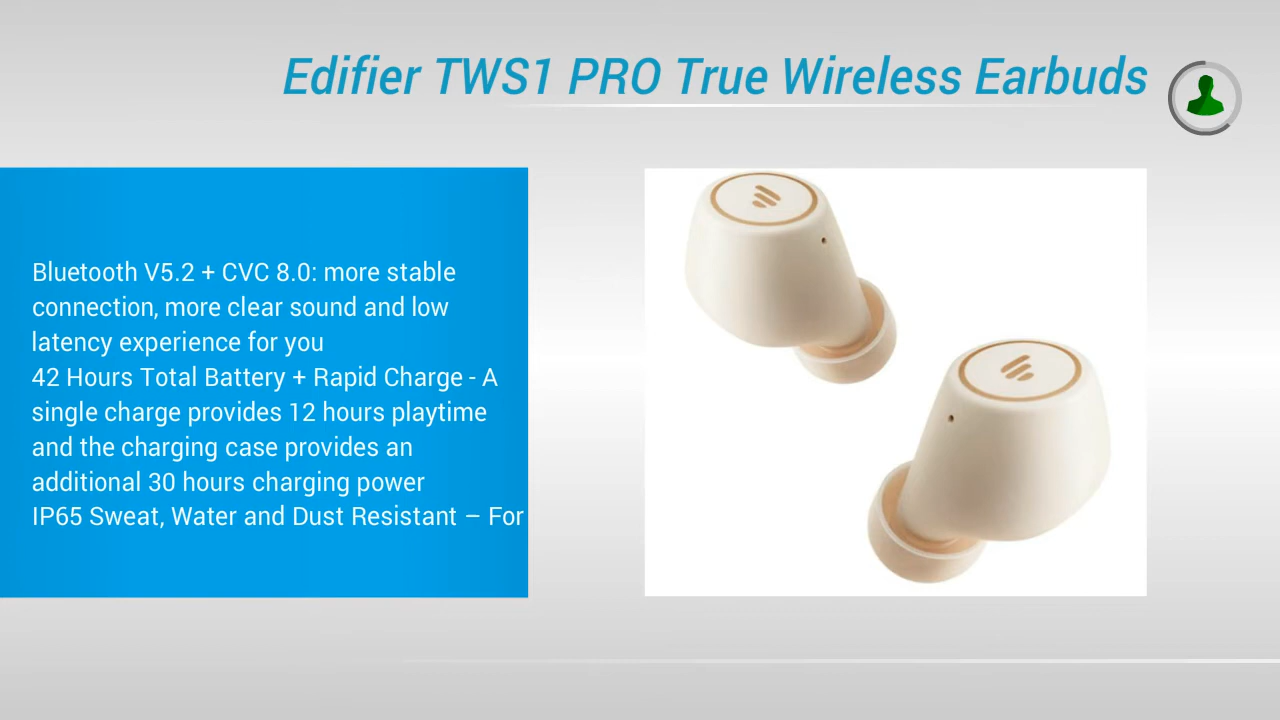 Edifier TWS1 PRO True Wireless Earbuds
Bluetooth V5.2 + CVC 8.0: more stable
connection, more clear sound and low
latency experience for you
42 Hours Total Battery + Rapid Charge - A
single charge provides 12 hours playtime
and the charging case provides an
additional 30 hours charging power
IP65 Sweat, Water and Dust Resistant – For